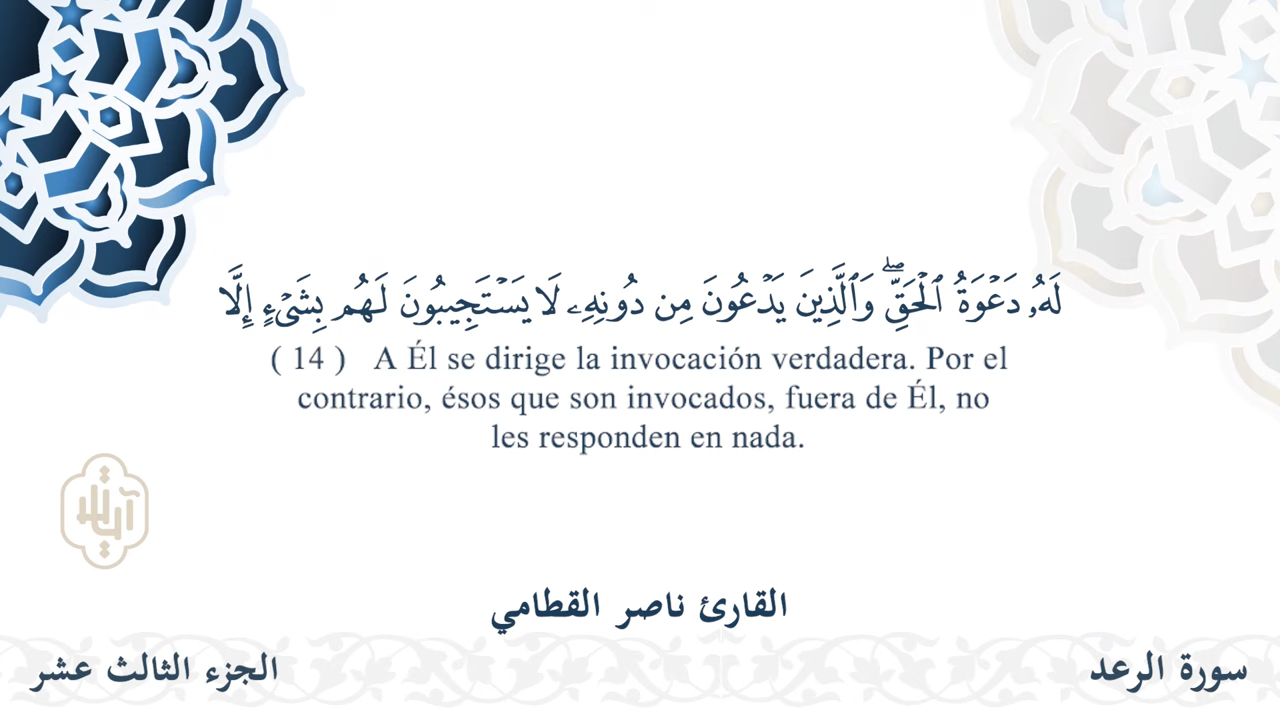 لَهُۥ دَعْوَةُ ٱلْحَقِّ ۖ وَٱلَّذِينَ يَدْعُونَ مِن دُونِهِۦ لَا يَسْتَجِيبُونَ لَهُم بِشَىْءٍ إِلَّا
( 14 ) A Él se dirige la invocación verdadera. Por el
contrario, ésos que son invocados, fuera de Él, no
les responden en nada.
القارئ ناصر القطامي
سورة الرعد
الجزء الثالث عشر